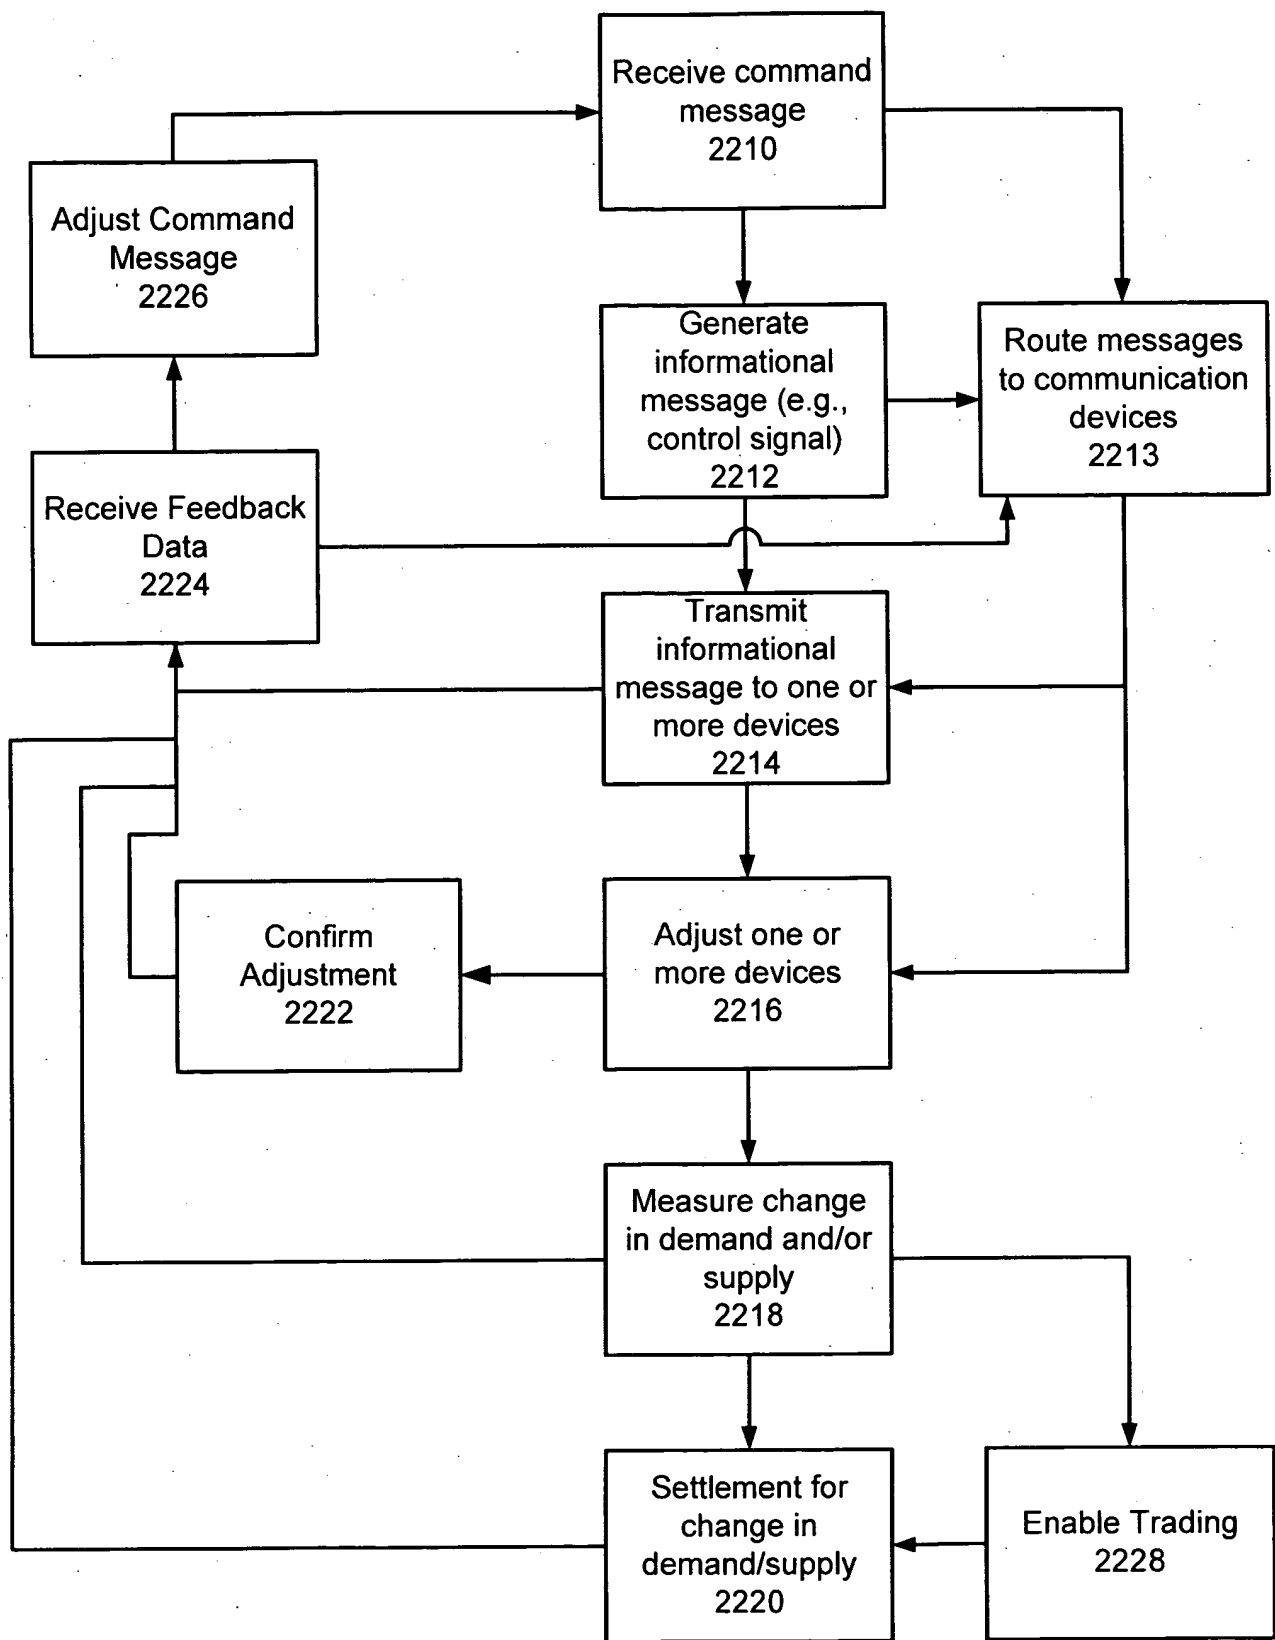 Receive command
message
2210
Adjust Command
Message
2226
Generate
informational
message (e.g.,
control signal)
2212
Route messages
to communication
devices
2213
Receive Feedback
Data
2224
Transmit
informational
message to one or
more devices
2214
Confirm
Adjustment
2222
Adjust one or
more devices
2216
Measure change
in demand and/or
supply
2218
Settlement for
change in
demand/supply
2220
Enable Trading
2228